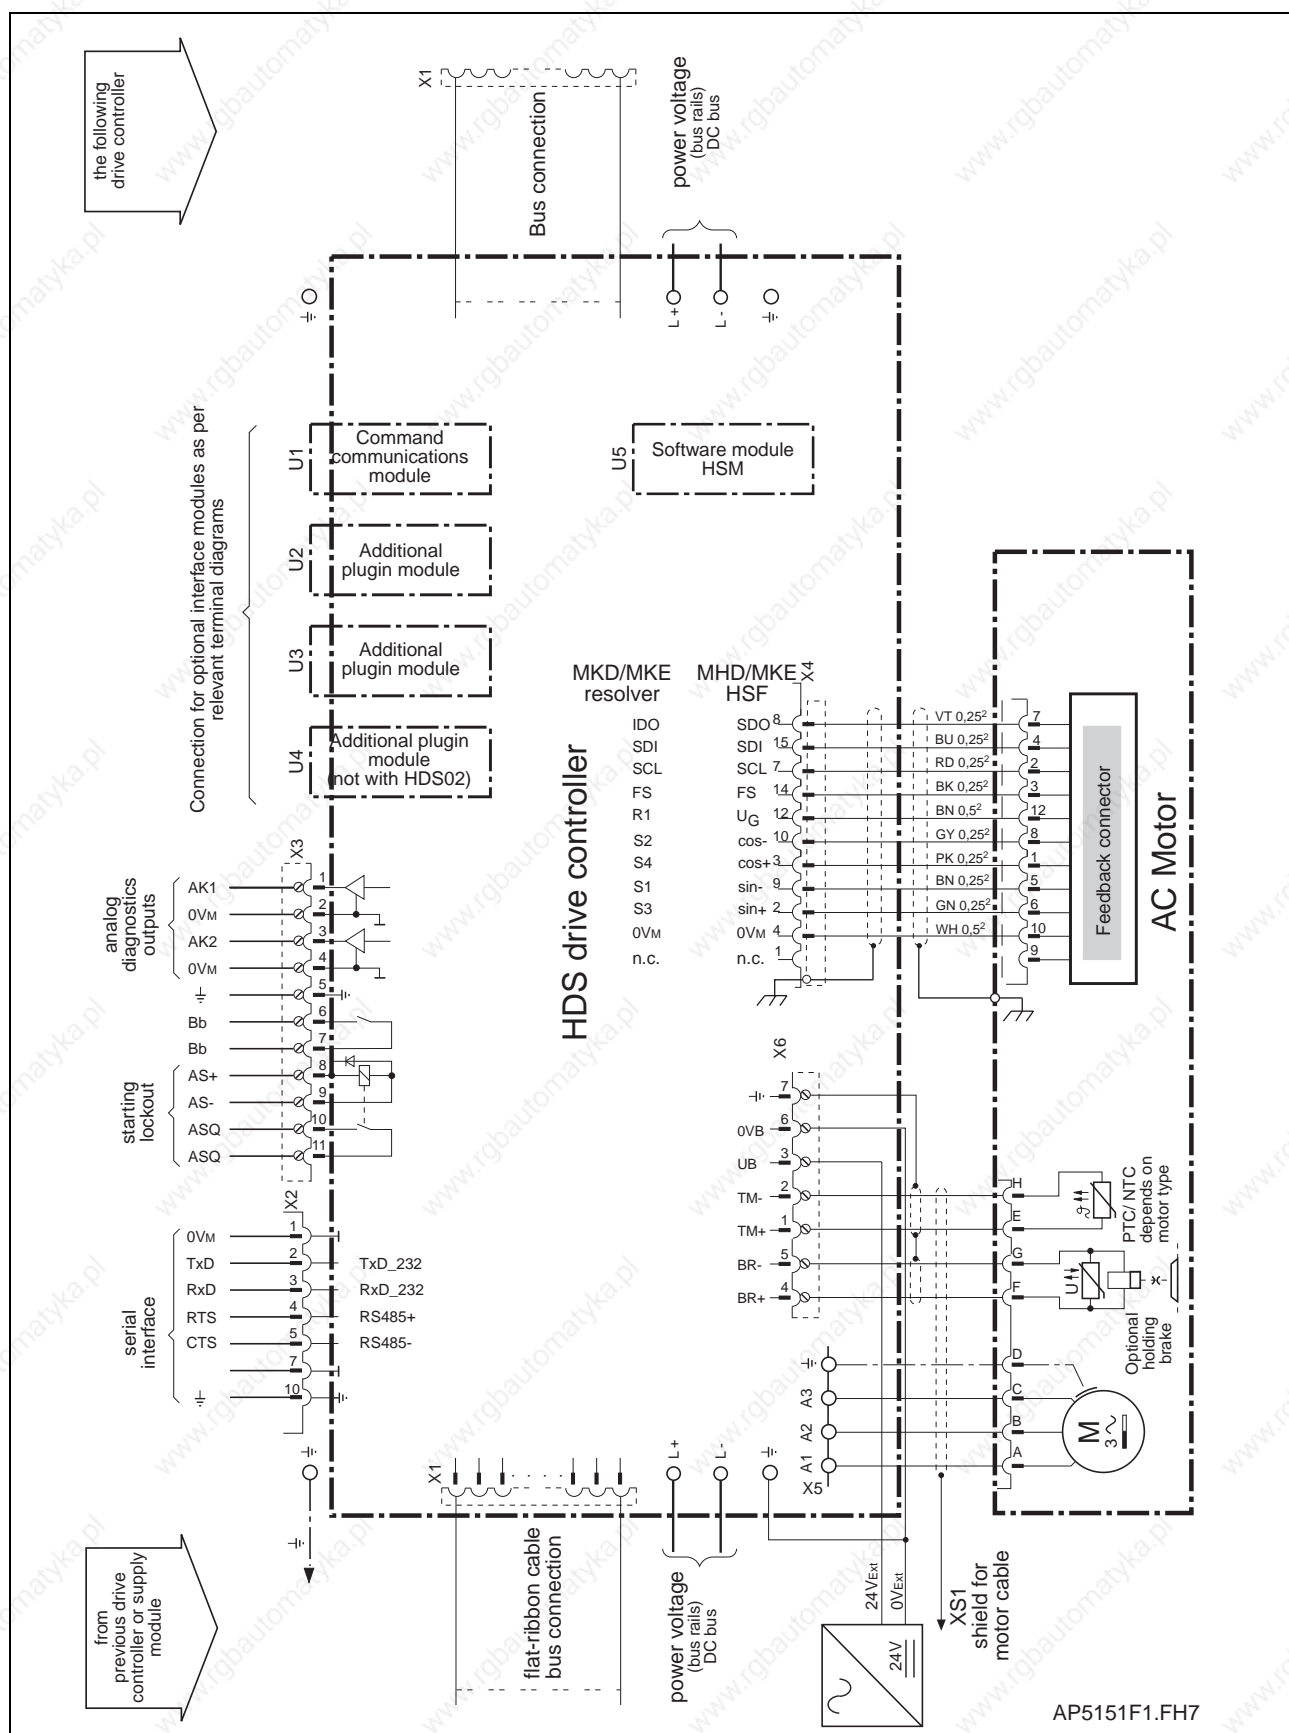 the following
drive controller
X1
Bus connection
power voltage
(bus rails)
DC bus
L+
L-
Connection for optional interface modules as per
relevant terminal diagrams
U1
Command
communications
module
U2
Additional
plugin module
U3
Additional
plugin module
U4
Additional plugin
module
(not with HDS02)
U5
Software module
HSM
HDS drive controller
MKD/MKE
resolver
MHD/MKE
HSF
X4
IDO SDO 8 VT 0,25² 7
SDI SDI 15 BU 0,25² 4
SCL SCL 7 RD 0,25² 2
FS FS 14 BK 0,25² 3
R1 UG 12 BN 0,5² 12
S2 cos- 10 GY 0,25² 8
S4 cos+ 3 PK 0,25² 1
S1 sin- 9 BN 0,25² 5
S3 sin+ 2 GN 0,25² 6
0VM 0VM 4 WH 0,5² 10
n.c. n.c. 1 9
Feedback connector
AC Motor
analog
diagnostics
outputs
X3
AK1 1
0VM 2
AK2 3
0VM 4
5
Bb 6
Bb 7
starting
lockout
AS+ 8
AS- 9
ASQ 10
ASQ 11
serial
interface
X2
0VM 1
TxD 2 TxD_232
RxD 3 RxD_232
RTS 4 RS485+
CTS 5 RS485-
7
10
X6
7
0VB 6
UB 3
TM- 2 H
TM+ 1 E
BR- 5 G
BR+ 4 F
PTC/ NTC
depends on
motor type
ϑ
U
Optional
holding
brake
D
A3 C
A2 B
A1 A
X5
M
3
from
previous drive
controller or supply
module
X1
flat-ribbon cable
bus connection
L+
L-
power voltage
(bus rails)
DC bus
24VExt
0VExt
24V
XS1
shield for
motor cable
AP5151F1.FH7
www.rgbautomatyka.pl